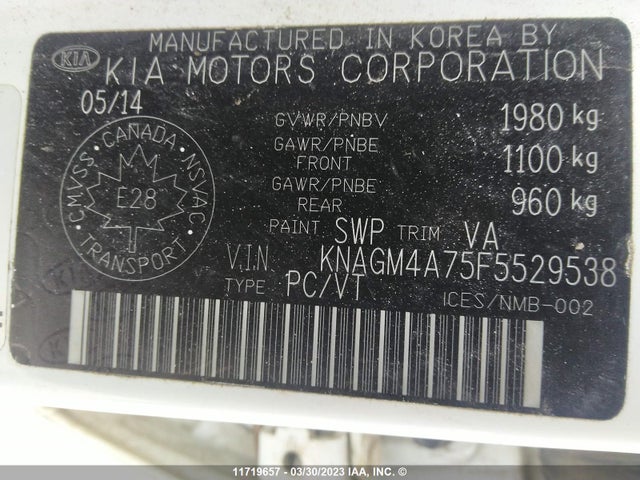 MANUFACTURED IN KOREA BY
KIA KIA MOTORS CORPORATION
05/14
GVWR/PNBV 1980 kg
GAWR/PNBE
FRONT 1100 kg
GAWR/PNBE
REAR 960 kg
CANADA
CMVSS NSVAC
E28
TRANSPORT
PAINT SWP TRIM VA
V.I.N KNAGM4A75F5529538
TYPE PC/VT ICES/NMB-002
11719657 - 03/30/2023 IAA, INC. ©